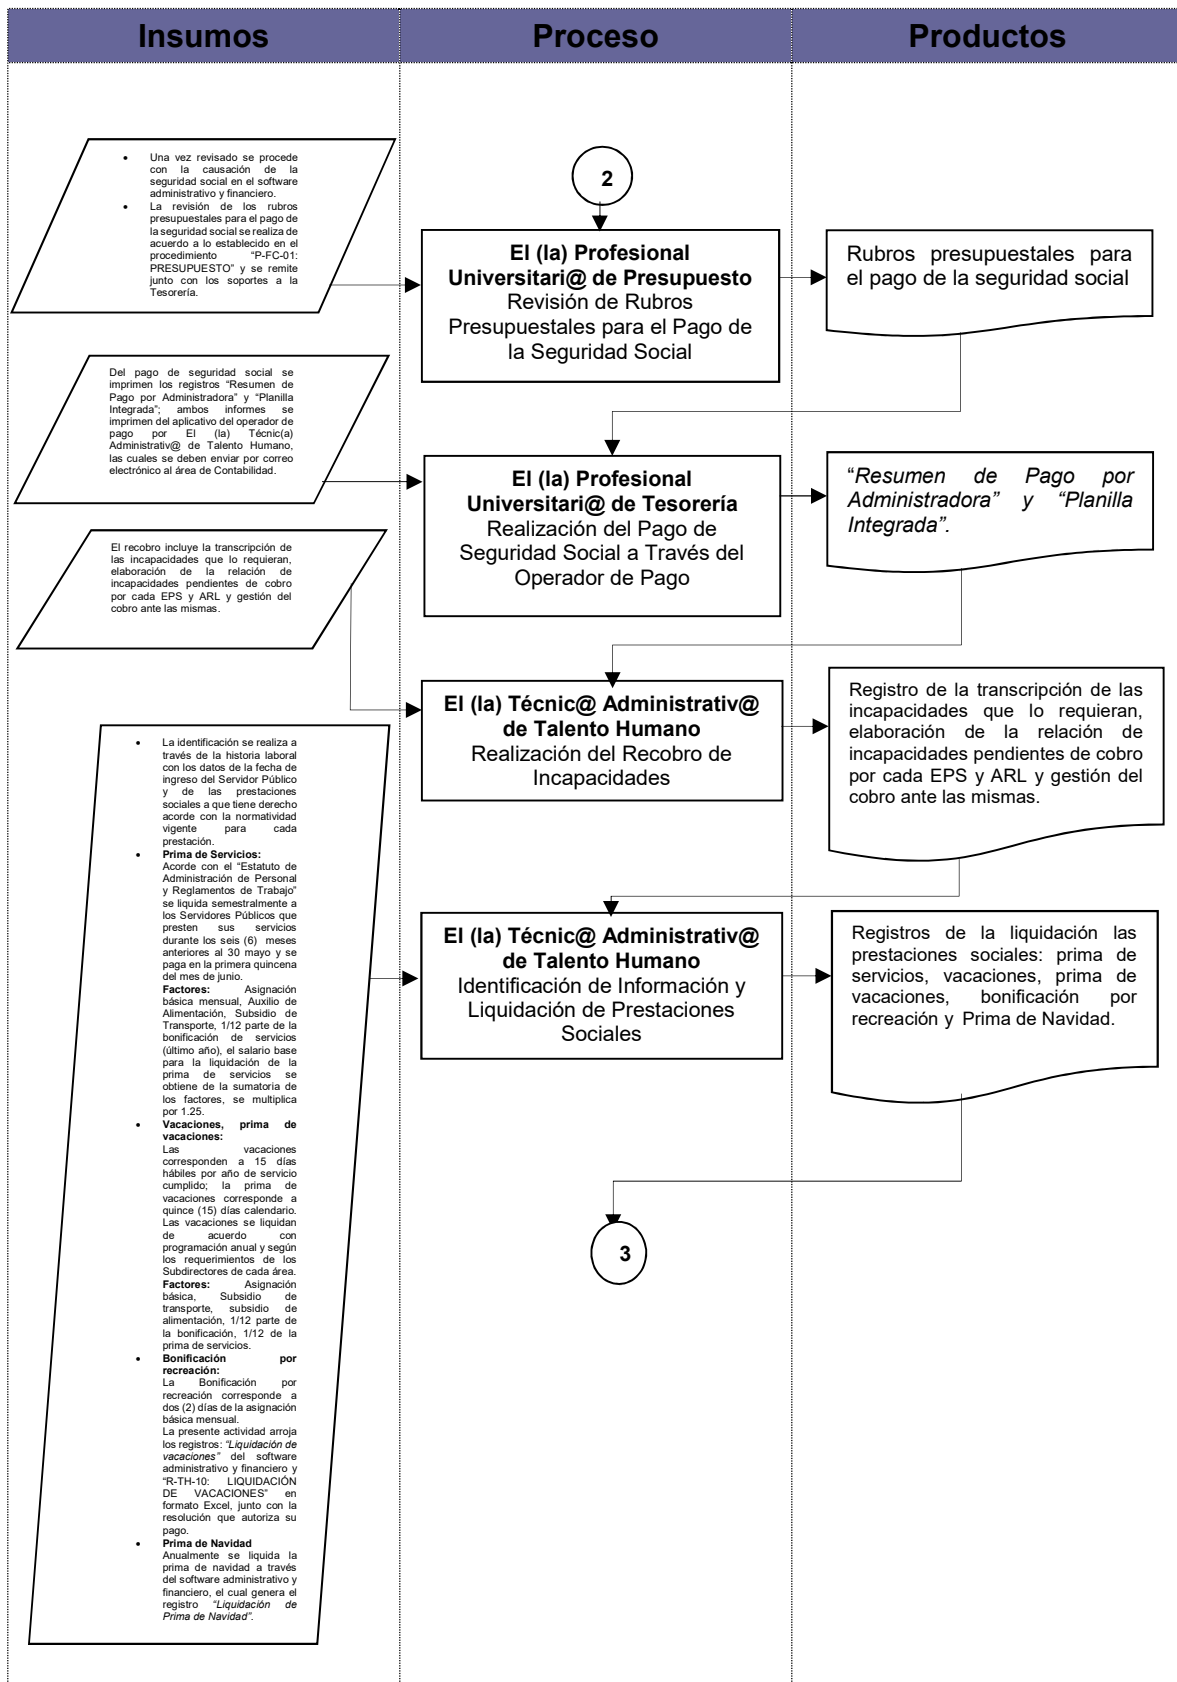 Insumos
Proceso
Productos
• Una vez revisado se procede
con la causación de la
seguridad social en el software
administrativo y financiero.
• La revisión de los rubros
presupuestales para el pago de
la seguridad social se realiza de
acuerdo a lo establecido en el
procedimiento “P-FC-01:
PRESUPUESTO” y se remite
junto con los soportes a la
Tesorería.
2
El (la) Profesional
Universitari@ de Presupuesto
Revisión de Rubros
Presupuestales para el Pago de
la Seguridad Social
Rubros presupuestales para
el pago de la seguridad social
Del pago de seguridad social se
imprimen los registros “Resumen de
Pago por Administradora” y “Planilla
Integrada”; ambos informes se
imprimen del aplicativo del operador de
pago por El (la) Técnic(a)
Administrativ@ de Talento Humano,
las cuales se deben enviar por correo
electrónico al área de Contabilidad.
El (la) Profesional
Universitari@ de Tesorería
Realización del Pago de
Seguridad Social a Través del
Operador de Pago
“Resumen de Pago por
Administradora” y “Planilla
Integrada”.
El recobro incluye la transcripción de
las incapacidades que lo requieran,
elaboración de la relación de
incapacidades pendientes de cobro
por cada EPS y ARL y gestión del
cobro ante las mismas.
El (la) Técnic@ Administrativ@
de Talento Humano
Realización del Recobro de
Incapacidades
Registro de la transcripción de las
incapacidades que lo requieran,
elaboración de la relación de
incapacidades pendientes de cobro
por cada EPS y ARL y gestión del
cobro ante las mismas.
• La identificación se realiza a
través de la historia laboral
con los datos de la fecha de
ingreso del Servidor Público
y de las prestaciones
sociales a que tiene derecho
acorde con la normatividad
vigente para cada
prestación.
• Prima de Servicios:
Acorde con el “Estatuto de
Administración de Personal
y Reglamentos de Trabajo”
se liquida semestralmente a
los Servidores Públicos que
presten sus servicios
durante los seis (6) meses
anteriores al 30 mayo y se
paga en la primera quincena
del mes de junio.
Factores: Asignación
básica mensual, Auxilio de
Alimentación, Subsidio de
Transporte, 1/12 parte de la
bonificación de servicios
(último año), el salario base
para la liquidación de la
prima de servicios se
obtiene de la sumatoria de
los factores, se multiplica
por 1.25.
• Vacaciones, prima de
vacaciones:
Las vacaciones
corresponden a 15 días
hábiles por año de servicio
cumplido; la prima de
vacaciones corresponde a
quince (15) días calendario.
Las vacaciones se liquidan
de acuerdo con
programación anual y según
los requerimientos de los
Subdirectores de cada área.
Factores: Asignación
básica, Subsidio de
transporte, subsidio de
alimentación, 1/12 parte de
la bonificación, 1/12 de la
prima de servicios.
• Bonificación por
recreación:
La Bonificación por
recreación corresponde a
dos (2) días de la asignación
básica mensual.
La presente actividad arroja
los registros: “Liquidación de
vacaciones” del software
administrativo y financiero y
“R-TH-10: LIQUIDACIÓN
DE VACACIONES” en
formato Excel, junto con la
resolución que autoriza su
pago.
• Prima de Navidad
Anualmente se liquida la
prima de navidad a través
del software administrativo y
financiero, el cual genera el
registro “Liquidación de
Prima de Navidad”.
El (la) Técnic@ Administrativ@
de Talento Humano
Identificación de Información y
Liquidación de Prestaciones
Sociales
Registros de la liquidación las
prestaciones sociales: prima de
servicios, vacaciones, prima de
vacaciones, bonificación por
recreación y Prima de Navidad.
3